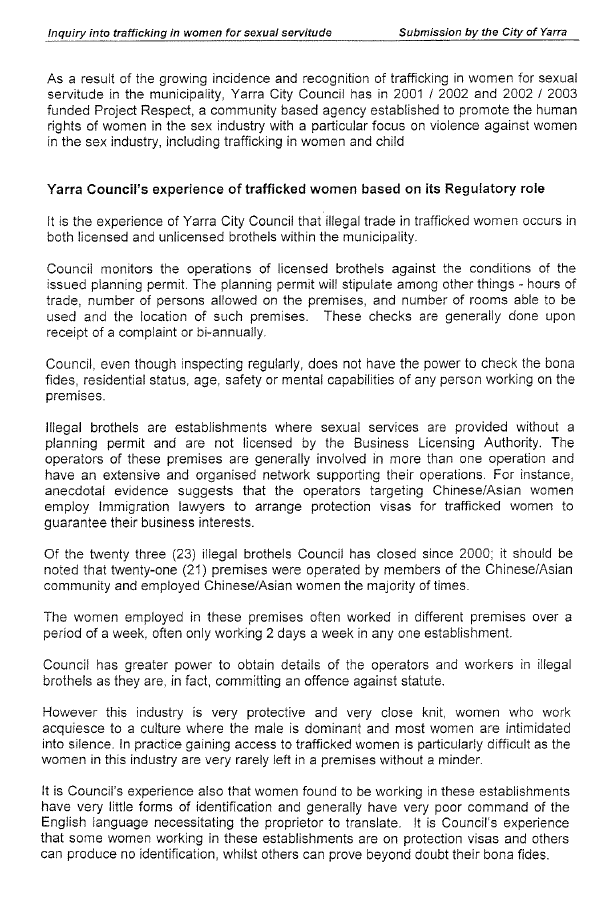 Inquiry into trafficking in women for sexual servitude Submission by the City of Yarra
As a result of the growing incidence and recognition of trafficking in women for sexual
servitude in the municipality, Yarra City Council has in 2001 / 2002 and 2002 / 2003
funded Project Respect, a community based agency established to promote the human
rights of women in the sex industry with a particular focus on violence against women
in the sex industry, including trafficking in women and child
Yarra Council's experience of trafficked women based on its Regulatory role
It is the experience of Yarra City Council that illegal trade in trafficked women occurs in
both licensed and unlicensed brothels within the municipality.
Council monitors the operations of licensed brothels against the conditions of the
issued planning permit. The planning permit will stipulate among other things - hours of
trade, number of persons allowed on the premises, and number of rooms able to be
used and the location of such premises. These checks are generally done upon
receipt of a complaint or bi-annually.
Council, even though inspecting regularly, does not have the power to check the bona
fides, residential status, age, safety or mental capabilities of any person working on the
premises.
Illegal brothels are establishments where sexual services are provided without a
planning permit and are not licensed by the Business Licensing Authority. The
operators of these premises are generally involved in more than one operation and
have an extensive and organised network supporting their operations. For instance,
anecdotal evidence suggests that the operators targeting Chinese/Asian women
employ Immigration lawyers to arrange protection visas for trafficked women to
guarantee their business interests.
Of the twenty three (23) illegal brothels Council has closed since 2000; it should be
noted that twenty-one (21) premises were operated by members of the Chinese/Asian
community and employed Chinese/Asian women the majority of times.
The women employed in these premises often worked in different premises over a
period of a week, often only working 2 days a week in any one establishment.
Council has greater power to obtain details of the operators and workers in illegal
brothels as they are, in fact, committing an offence against statute.
However this industry is very protective and very close knit, women who work
acquiesce to a culture where the male is dominant and most women are intimidated
into silence. In practice gaining access to trafficked women is particularly difficult as the
women in this industry are very rarely left in a premises without a minder.
It is Council's experience also that women found to be working in these establishments
have very little forms of identification and generally have very poor command of the
English language necessitating the proprietor to translate. It is Council's experience
that some women working in these establishments are on protection visas and others
can produce no identification, whilst others can prove beyond doubt their bona fides.